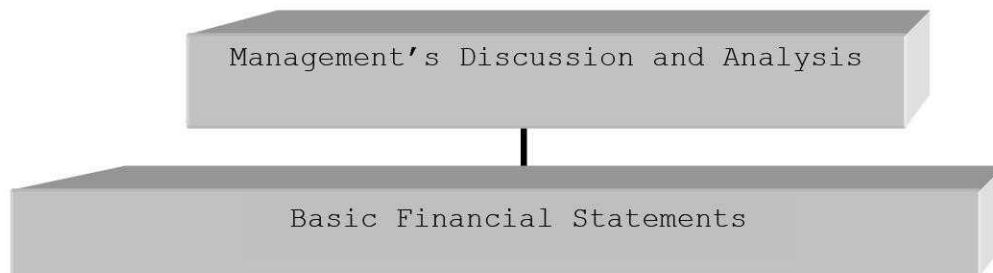 Management’s Discussion and Analysis
Basic Financial Statements